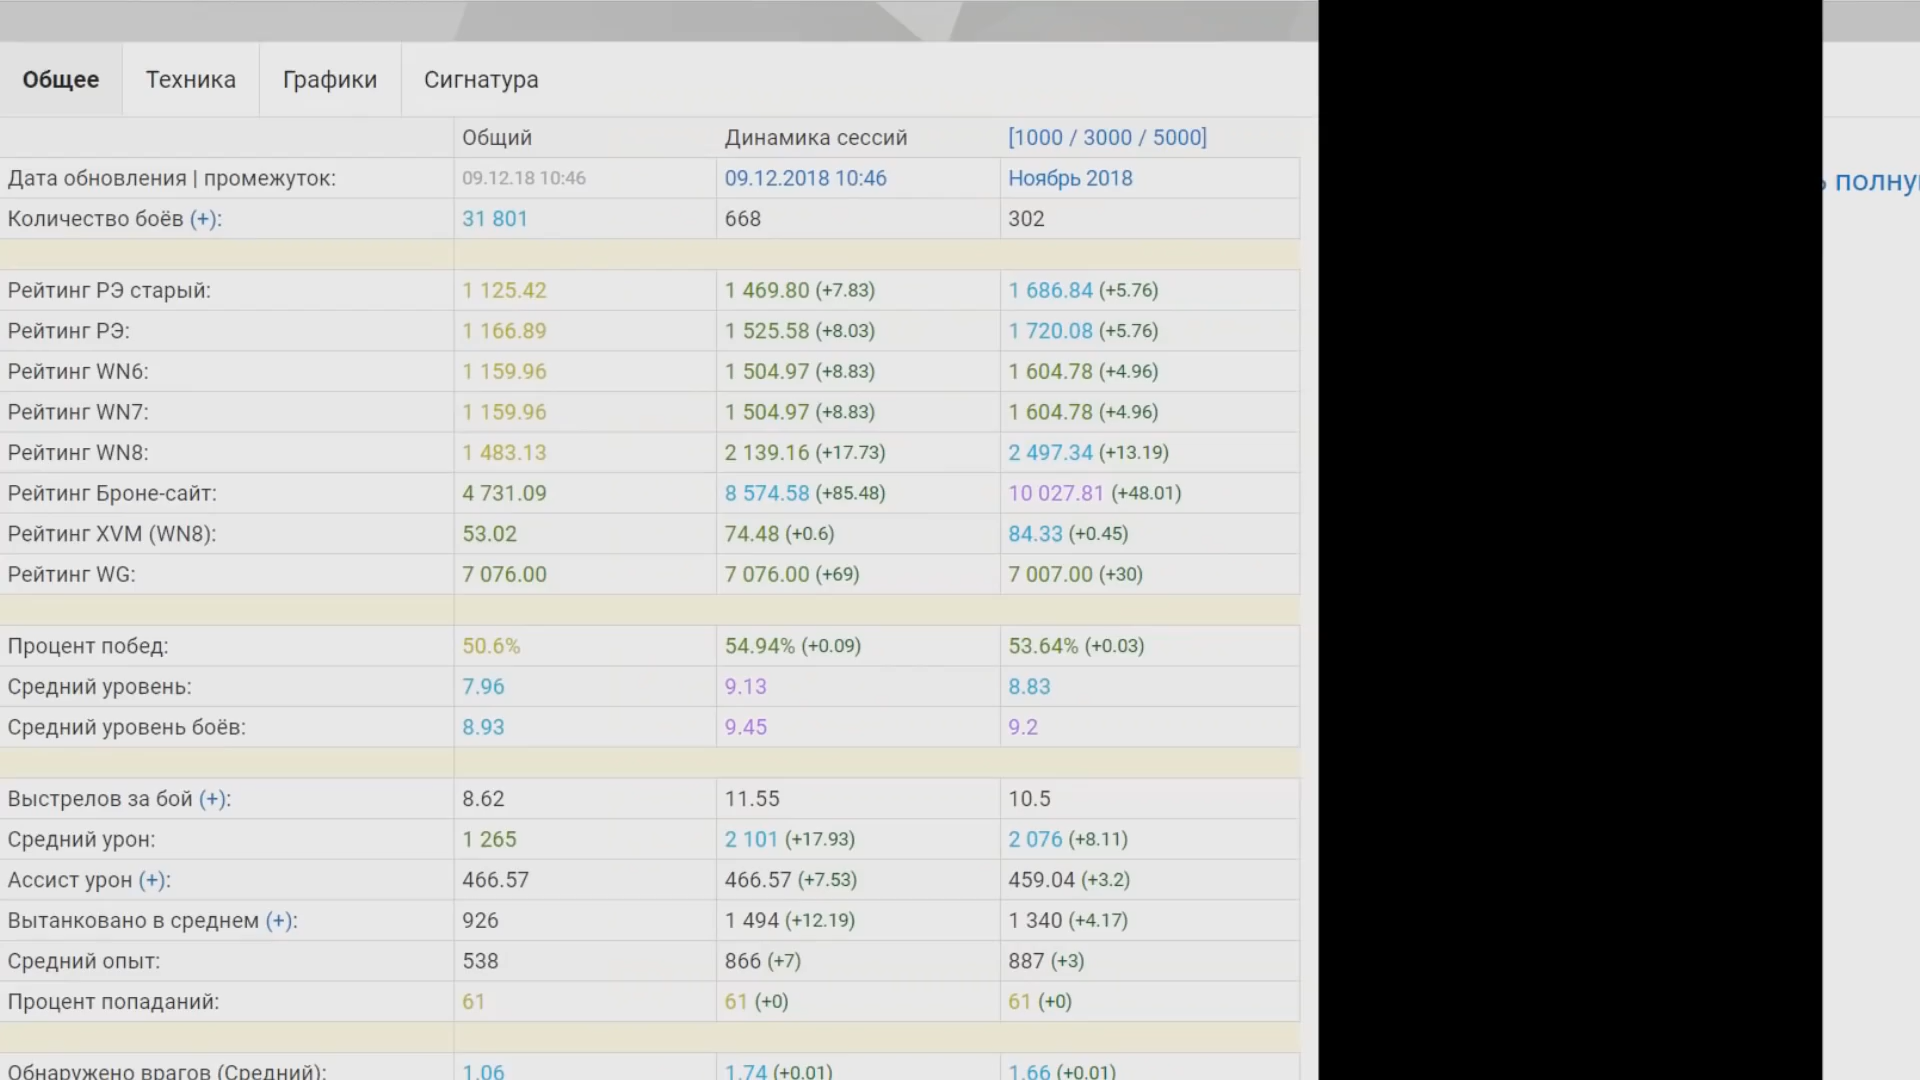 Общее Техника Графики Сигнатура
Общий Динамика сессий [1000 / 3000 / 5000]
Дата обновления | промежуток: 09.12.18 10:46 09.12.2018 10:46 Ноябрь 2018
полну
Количество боёв (+): 31 801 668 302
Рейтинг РЭ старый: 1 125.42 1 469.80 (+7.83) 1 686.84 (+5.76)
Рейтинг РЭ: 1 166.89 1 525.58 (+8.03) 1 720.08 (+5.76)
Рейтинг WN6: 1 159.96 1 504.97 (+8.83) 1 604.78 (+4.96)
Рейтинг WN7: 1 159.96 1 504.97 (+8.83) 1 604.78 (+4.96)
Рейтинг WN8: 1 483.13 2 139.16 (+17.73) 2 497.34 (+13.19)
Рейтинг Броне-сайт: 4 731.09 8 574.58 (+85.48) 10 027.81 (+48.01)
Рейтинг XVM (WN8): 53.02 74.48 (+0.6) 84.33 (+0.45)
Рейтинг WG: 7 076.00 7 076.00 (+69) 7 007.00 (+30)
Процент побед: 50.6% 54.94% (+0.09) 53.64% (+0.03)
Средний уровень: 7.96 9.13 8.83
Средний уровень боёв: 8.93 9.45 9.2
Выстрелов за бой (+): 8.62 11.55 10.5
Средний урон: 1 265 2 101 (+17.93) 2 076 (+8.11)
Ассист урон (+): 466.57 466.57 (+7.53) 459.04 (+3.2)
Вытанковано в среднем (+): 926 1 494 (+12.19) 1 340 (+4.17)
Средний опыт: 538 866 (+7) 887 (+3)
Процент попаданий: 61 61 (+0) 61 (+0)
Обнаружено врагов (Средний): 1.06 1.74 (+0.01) 1.66 (+0.01)